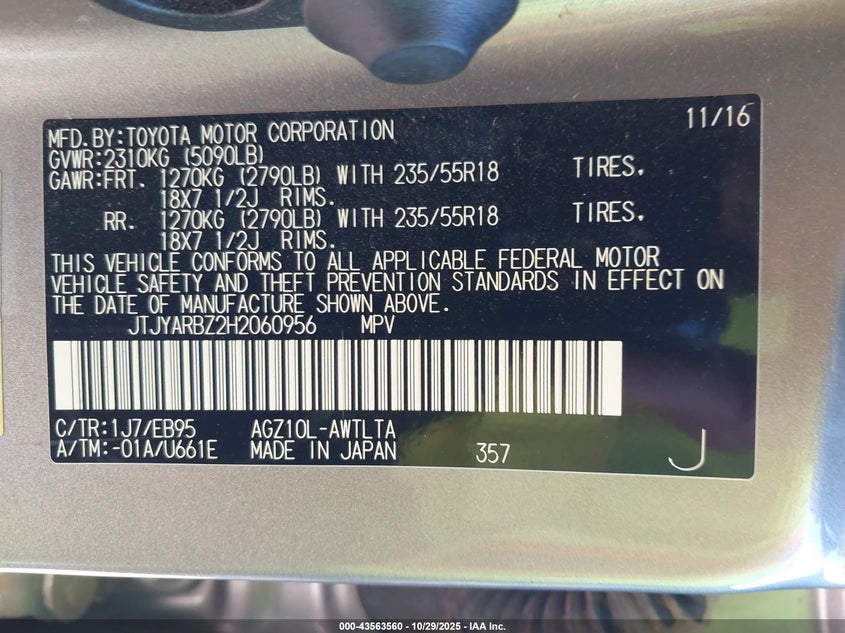 11/16
MFD.BY:TOYOTA MOTOR CORPORATION
GVWR:2310KG (5090LB)
GAWR:FRT. 1270KG (2790LB) WITH 235/55R18 TIRES,
18X7 1/2J RIMS.
RR. 1270KG (2790LB) WITH 235/55R18 TIRES,
18X7 1/2J RIMS.
THIS VEHICLE CONFORMS TO ALL APPLICABLE FEDERAL MOTOR
VEHICLE SAFETY AND THEFT PREVENTION STANDARDS IN EFFECT ON
THE DATE OF MANUFACTURE SHOWN ABOVE.
JTJYARBZ2H2060956 MPV
C/TR:1J7/EB95 AGZ10L-AWTLTA
A/TM:-01A/U661E MADE IN JAPAN 357 J
000-43563560 - 10/29/2025 - IAA Inc.